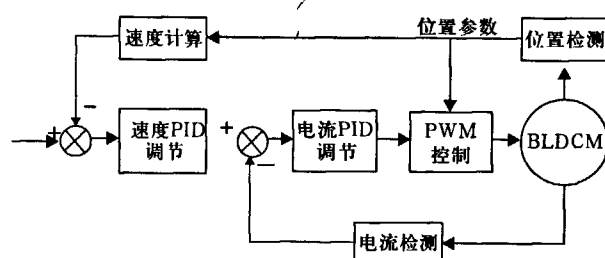 速度计算
位置参数
位置检测
−
+
速度PID
调节
+
−
电流PID
调节
PWM
控制
BLDCM
电流检测